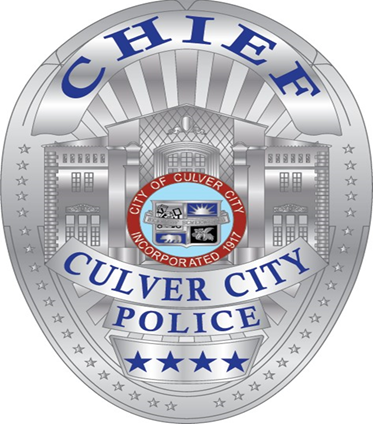 CHIEF
CITY OF CULVER CITY
INCORPORATED 1917
CULVER CITY
POLICE